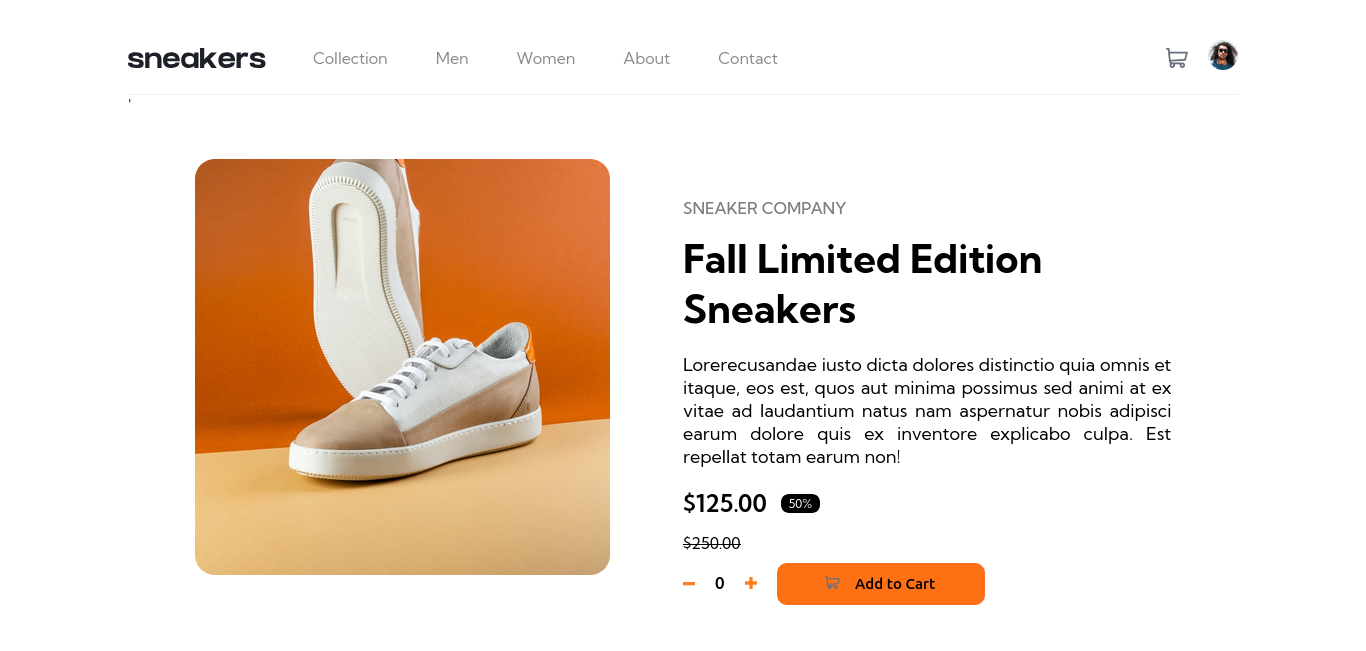 sneakers Collection Men Women About Contact
'
SNEAKER COMPANY
Fall Limited Edition
Sneakers
Lorerecusandae iusto dicta dolores distinctio quia omnis et
itaque, eos est, quos aut minima possimus sed animi at ex
vitae ad laudantium natus nam aspernatur nobis adipisci
earum dolore quis ex inventore explicabo culpa. Est
repellat totam earum non!
$125.00 50%
$250.00
0 Add to Cart